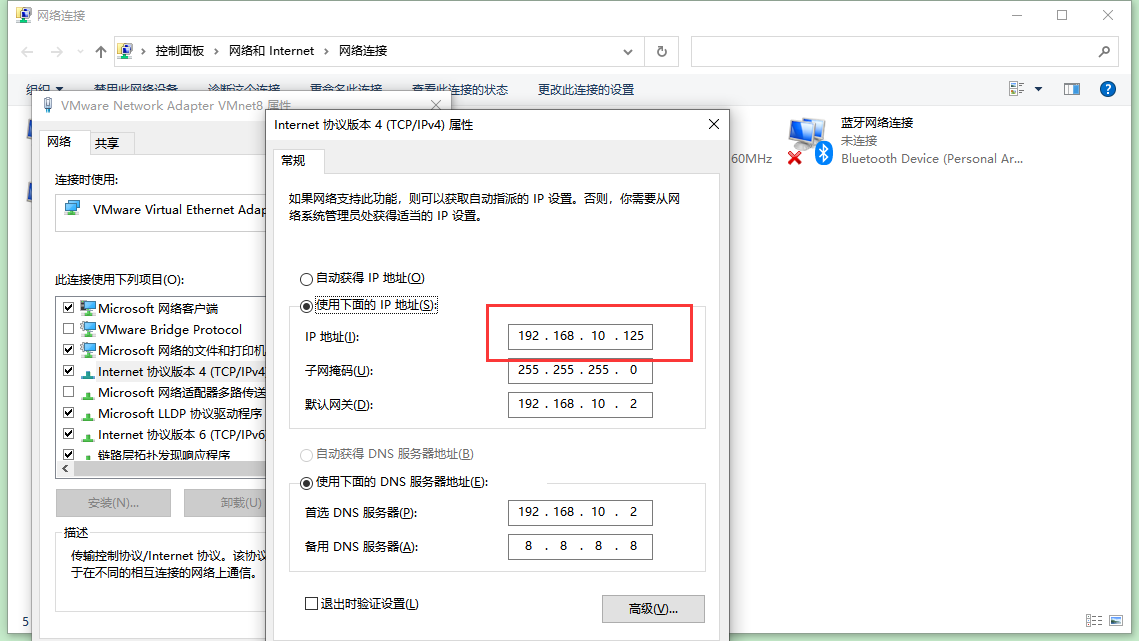 网络连接
控制面板 > 网络和 Internet > 网络连接
组织 禁用此网络设备 诊断这个连接 重命名此连接 查看此连接的状态 更改此连接的设置
VMware Network Adapter VMnet8 属性
网络 共享
连接时使用:
VMware Virtual Ethernet Adap
此连接使用下列项目(O):
Microsoft 网络客户端
VMware Bridge Protocol
Microsoft 网络的文件和打印机
Internet 协议版本 4 (TCP/IPv4
Microsoft 网络适配器多路传送
Microsoft LLDP 协议驱动程序
Internet 协议版本 6 (TCP/IPv6
链路层拓扑发现响应程序
安装(N)... 卸载(U)
描述
传输控制协议/Internet 协议。该协议
于在不同的相互连接的网络上通信。
5
Internet 协议版本 4 (TCP/IPv4) 属性
常规
如果网络支持此功能，则可以获取自动指派的 IP 设置。否则，你需要从网
络系统管理员处获得适当的 IP 设置。
自动获得 IP 地址(O)
使用下面的 IP 地址(S):
IP 地址(I): 192 . 168 . 10 . 125
子网掩码(U): 255 . 255 . 255 . 0
默认网关(D): 192 . 168 . 10 . 2
自动获得 DNS 服务器地址(B)
使用下面的 DNS 服务器地址(E):
首选 DNS 服务器(P): 192 . 168 . 10 . 2
备用 DNS 服务器(A): 8 . 8 . 8 . 8
退出时验证设置(L)
高级(V)...
60MHz
蓝牙网络连接
未连接
Bluetooth Device (Personal Ar...